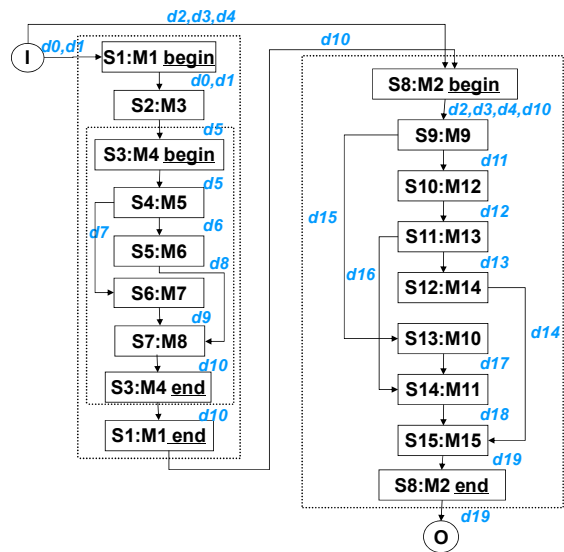 d2,d3,d4
I
d0,d1
S1:M1 begin
d0,d1
S2:M3
d5
S3:M4 begin
d5
S4:M5
d7
d6
S5:M6
d8
S6:M7
d9
S7:M8
d10
S3:M4 end
d10
S1:M1 end
d10
S8:M2 begin
d2,d3,d4,d10
S9:M9
d11
d15
S10:M12
d12
S11:M13
d13
d16
S12:M14
d14
S13:M10
d17
S14:M11
d18
S15:M15
d19
S8:M2 end
d19
O